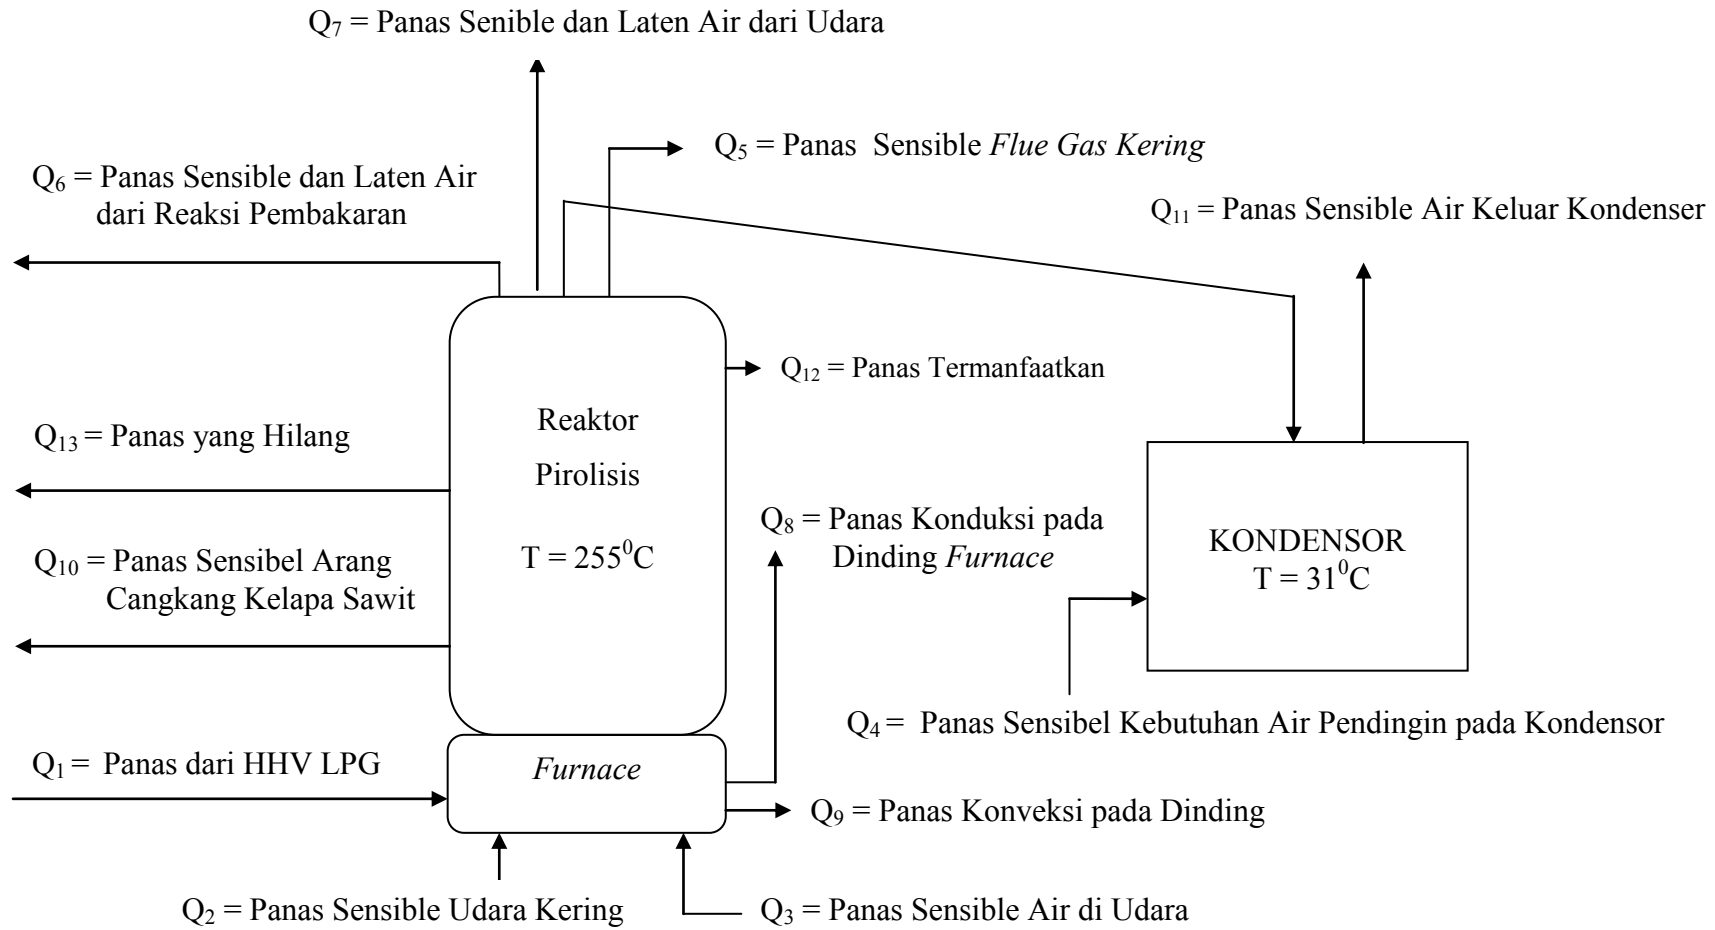 Q₇ = Panas Senible dan Laten Air dari Udara
Q₅ = Panas Sensible Flue Gas Kering
Q₆ = Panas Sensible dan Laten Air
dari Reaksi Pembakaran
Q₁₁ = Panas Sensible Air Keluar Kondenser
Q₁₂ = Panas Termanfaatkan
Reaktor
Pirolisis
T = 255⁰C
Q₁₃ = Panas yang Hilang
Q₈ = Panas Konduksi pada
Dinding Furnace
KONDENSOR
T = 31⁰C
Q₁₀ = Panas Sensibel Arang
Cangkang Kelapa Sawit
Q₄ = Panas Sensibel Kebutuhan Air Pendingin pada Kondensor
Q₁ = Panas dari HHV LPG
Furnace
Q₉ = Panas Konveksi pada Dinding
Q₂ = Panas Sensible Udara Kering
Q₃ = Panas Sensible Air di Udara